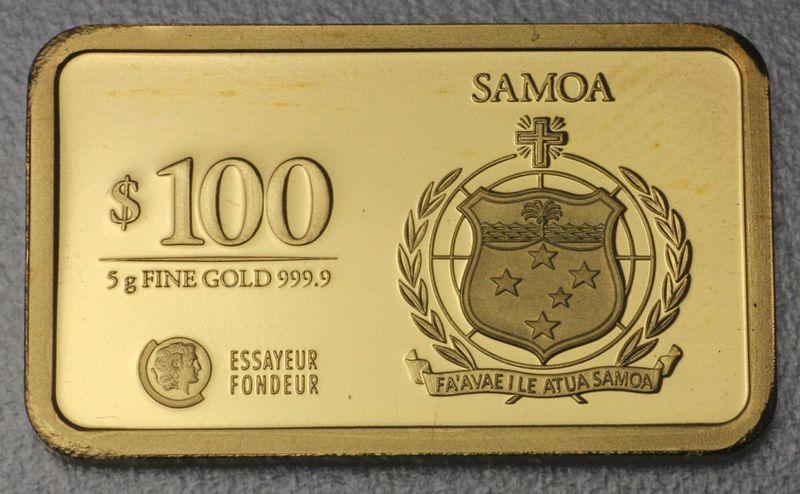 SAMOA
$100
5 g FINE GOLD 999.9
ESSAYEUR
FONDEUR
FA'AVAE I LE ATUA SAMOA